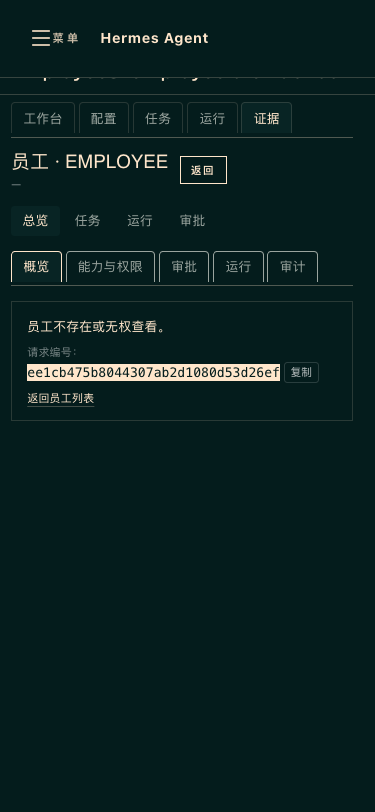 菜单 Hermes Agent
工作台 配置 任务 运行 证据
员工 · EMPLOYEE 返回
—
总览 任务 运行 审批
概览 能力与权限 审批 运行 审计
员工不存在或无权查看。
请求编号:
ee1cb475b8044307ab2d1080d53d26ef 复制
返回员工列表